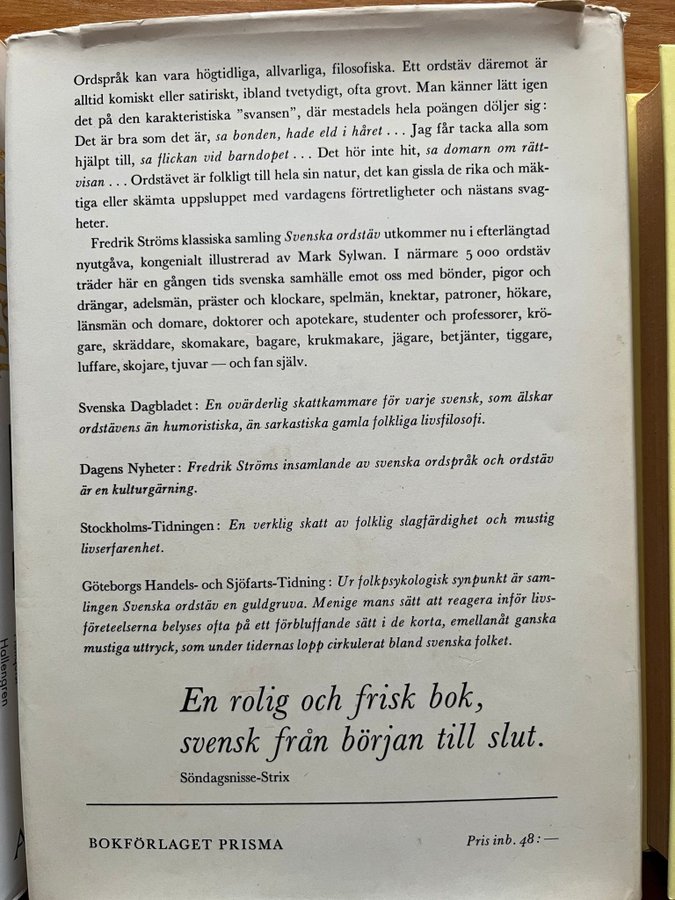 Ordspråk kan vara högtidliga, allvarliga, filosofiska. Ett ordstäv däremot är
alltid komiskt eller satiriskt, ibland tvetydigt, ofta grovt. Man känner lätt igen
det på den karakteristiska ”svansen”, där mestadels hela poängen döljer sig:
Det är bra som det är, sa bonden, hade eld i håret . . . Jag får tacka alla som
hjälpt till, sa flickan vid barndopet . . . Det hör inte hit, sa domarn om rätt-
visan . . . Ordstävet är folkligt till hela sin natur, det kan gissla de rika och mäk-
tiga eller skämta uppsluppet med vardagens förtretligheter och nästans svag-
heter.
Fredrik Ströms klassiska samling Svenska ordstäv utkommer nu i efterlängtad
nyutgåva, kongenialt illustrerad av Mark Sylwan. I närmare 5 000 ordstäv
träder här en gången tids svenska samhälle emot oss med bönder, pigor och
drängar, adelsmän, präster och klockare, spelmän, knektar, patroner, hökare,
länsmän och domare, doktorer och apotekare, studenter och professorer, krö-
gare, skräddare, skomakare, bagare, krukmakare, jägare, betjänter, tiggare,
luffare, skojare, tjuvar — och fan själv.
Svenska Dagbladet: En ovärderlig skattkammare för varje svensk, som älskar
ordstävens än humoristiska, än sarkastiska gamla folkliga livsfilosofi.
Dagens Nyheter: Fredrik Ströms insamlande av svenska ordspråk och ordstäv
är en kulturgärning.
Stockholms-Tidningen: En verklig skatt av folklig slagfärdighet och mustig
livserfarenhet.
Göteborgs Handels- och Sjöfarts-Tidning: Ur folkpsykologisk synpunkt är sam-
lingen Svenska ordstäv en guldgruva. Menige mans sätt att reagera inför livs-
företeelserna belyses ofta på ett förbluffande sätt i de korta, emellanåt ganska
mustiga uttryck, som under tidernas lopp cirkulerat bland svenska folket.
En rolig och frisk bok,
svensk från början till slut.
Söndagsnisse-Strix
BOKFÖRLAGET PRISMA
Pris inb. 48: —
Hallengren